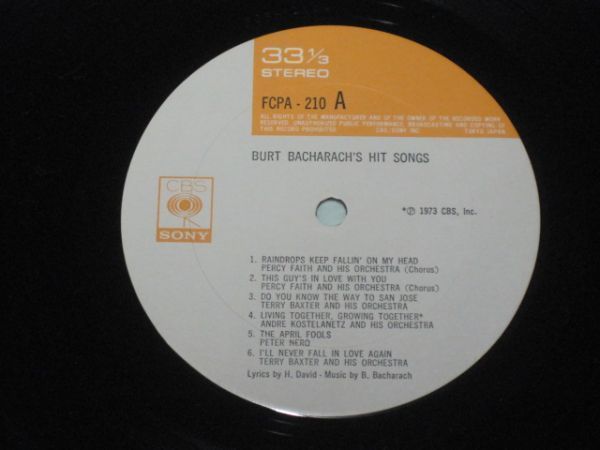 33 1/3
STEREO
FCPA - 210 A
ALL RIGHTS OF THE MANUFACTURER AND OF THE OWNER OF THE RECORDED WORK
RESERVED. UNAUTHORIZED PUBLIC PERFORMANCE, BROADCASTING AND COPYING OF
THIS RECORD PROHIBITED CBS/SONY INC. TOKYO JAPAN
BURT BACHARACH'S HIT SONGS
CBS
SONY
*℗ 1973 CBS, Inc.
1. RAINDROPS KEEP FALLIN' ON MY HEAD
PERCY FAITH AND HIS ORCHESTRA (Chorus)
2. THIS GUY'S IN LOVE WITH YOU
PERCY FAITH AND HIS ORCHESTRA (Chorus)
3. DO YOU KNOW THE WAY TO SAN JOSE
TERRY BAXTER AND HIS ORCHESTRA
4. LIVING TOGETHER, GROWING TOGETHER*
ANDRE KOSTELANETZ AND HIS ORCHESTRA
5. THE APRIL FOOLS
PETER NERO
6. I'LL NEVER FALL IN LOVE AGAIN
TERRY BAXTER AND HIS ORCHESTRA
Lyrics by H. David - Music by B. Bacharach